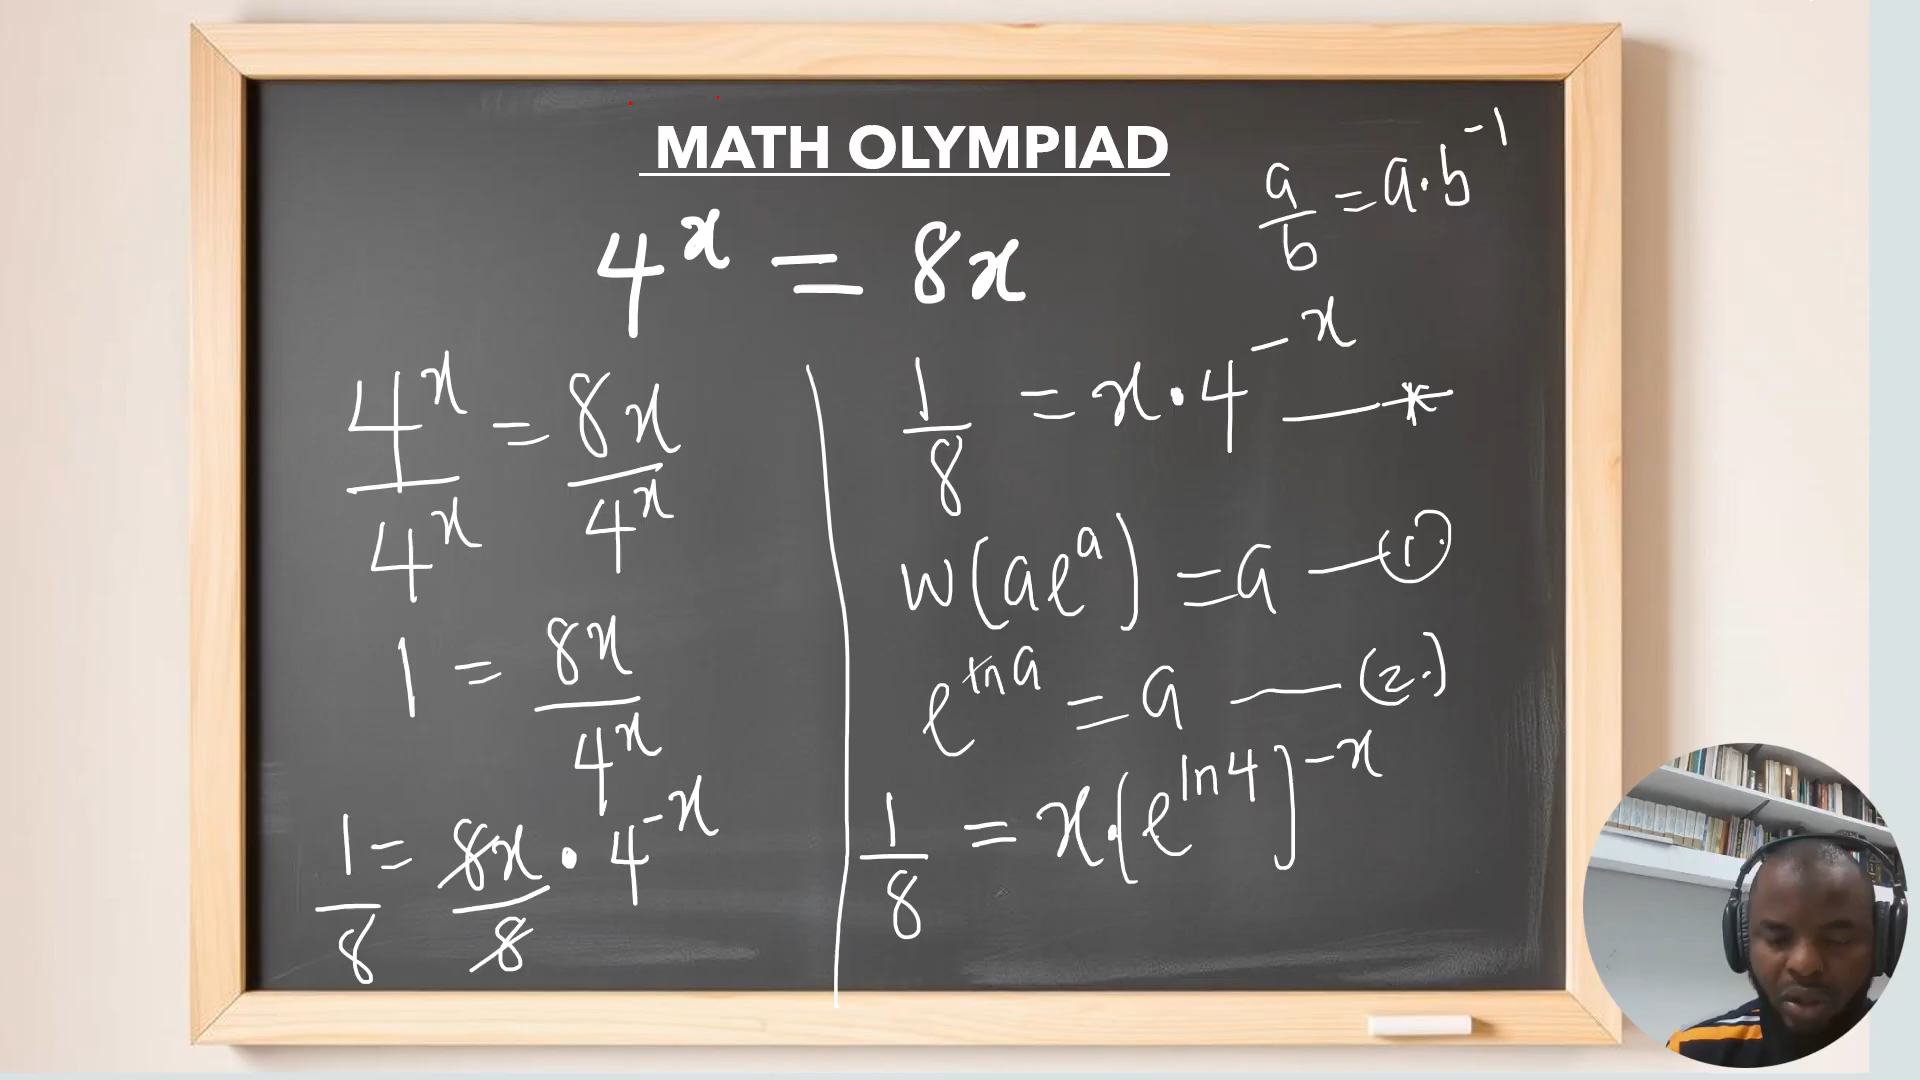 MATH OLYMPIAD
a/b = a·b^-1
4^x = 8x
4^x/4^x = 8x/4^x
1 = 8x/4^x
1/8 = 8x/8 · 4^-x
1/8 = x·4^-x —*
W(ae^a) = a —(1.)
e^ln a = a —(2.)
1/8 = x·(e^ln4)^-x